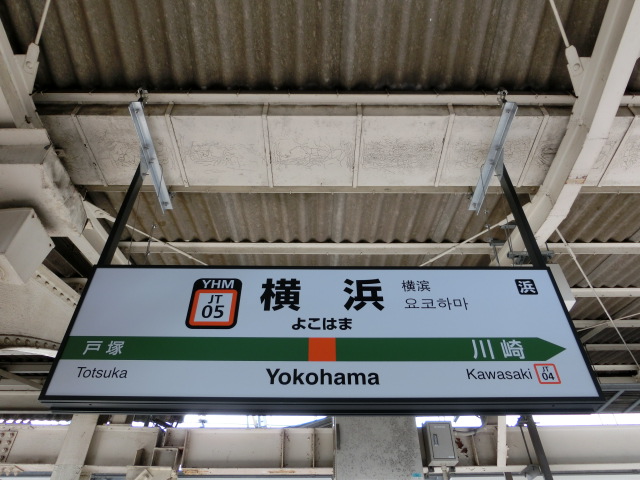 YHM
JT
05
横 浜
よこはま
横滨
요코하마
浜
戸塚
川崎
Totsuka
Yokohama
Kawasaki
JT
04